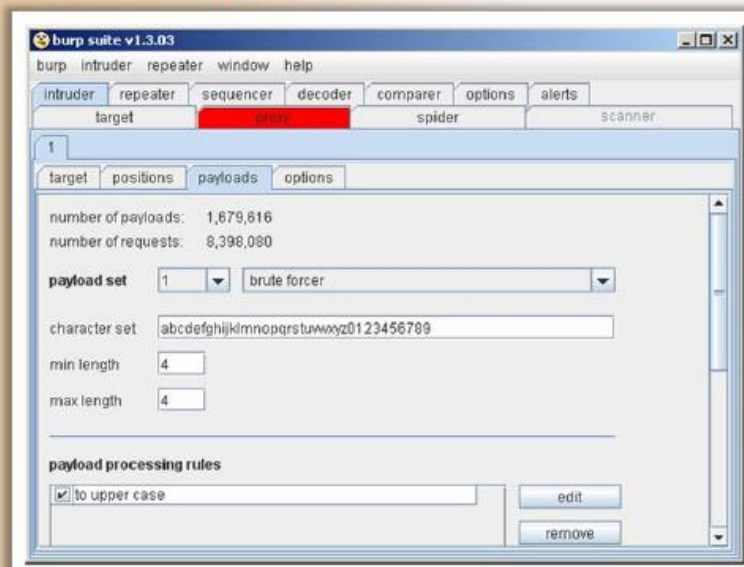 burp suite v1.3.03
burp intruder repeater window help
intruder repeater sequencer decoder comparer options alerts
target proxy spider scanner
1
target positions payloads options
number of payloads: 1,679,616
number of requests: 8,398,080
payload set 1 brute forcer
character set abcdefghijklmnopqrstuvwxyz0123456789
min length 4
max length 4
payload processing rules
to upper case edit
remove